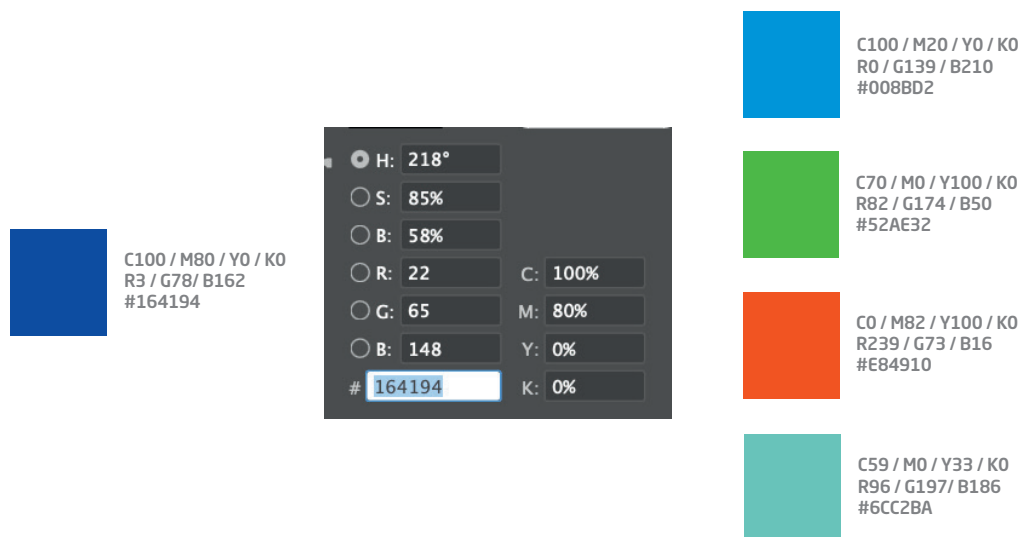 C100 / M80 / Y0 / K0
R3 / G78/ B162
#164194
H: 218°
S: 85%
B: 58%
R: 22 C: 100%
G: 65 M: 80%
B: 148 Y: 0%
# 164194 K: 0%
C100 / M20 / Y0 / K0
R0 / G139 / B210
#008BD2
C70 / M0 / Y100 / K0
R82 / G174 / B50
#52AE32
C0 / M82 / Y100 / K0
R239 / G73 / B16
#E84910
C59 / M0 / Y33 / K0
R96 / G197/ B186
#6CC2BA